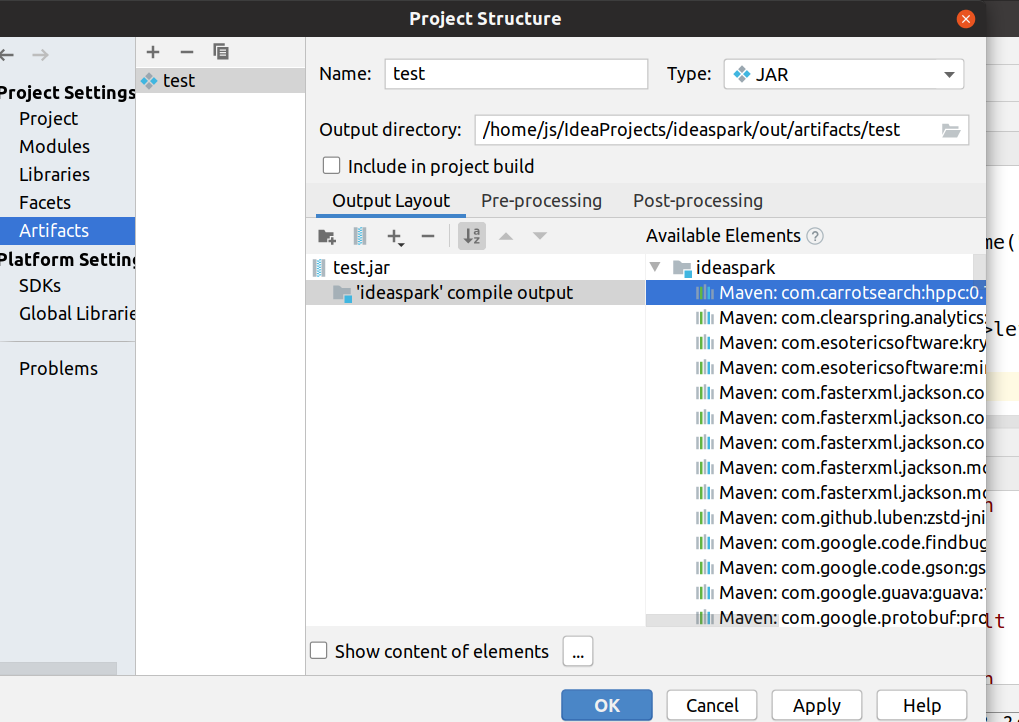 Project Structure
Project Settings
Project
Modules
Libraries
Facets
Artifacts
Platform Settin
SDKs
Global Librarie
Problems
test
Name: test Type: JAR
Output directory: /home/js/IdeaProjects/ideaspark/out/artifacts/test
Include in project build
Output Layout Pre-processing Post-processing
Available Elements ?
test.jar
'ideaspark' compile output
ideaspark
Maven: com.carrotsearch:hppc:0.
Maven: com.clearspring.analytics:
Maven: com.esotericsoftware:kry
Maven: com.esotericsoftware:mi
Maven: com.fasterxml.jackson.co
Maven: com.fasterxml.jackson.co
Maven: com.fasterxml.jackson.co
Maven: com.fasterxml.jackson.mo
Maven: com.fasterxml.jackson.mo
Maven: com.github.luben:zstd-jni
Maven: com.google.code.findbug
Maven: com.google.code.gson:gs
Maven: com.google.guava:guava:
Maven: com.google.protobuf:pro
Show content of elements ...
OK Cancel Apply Help
me(
>le
lt